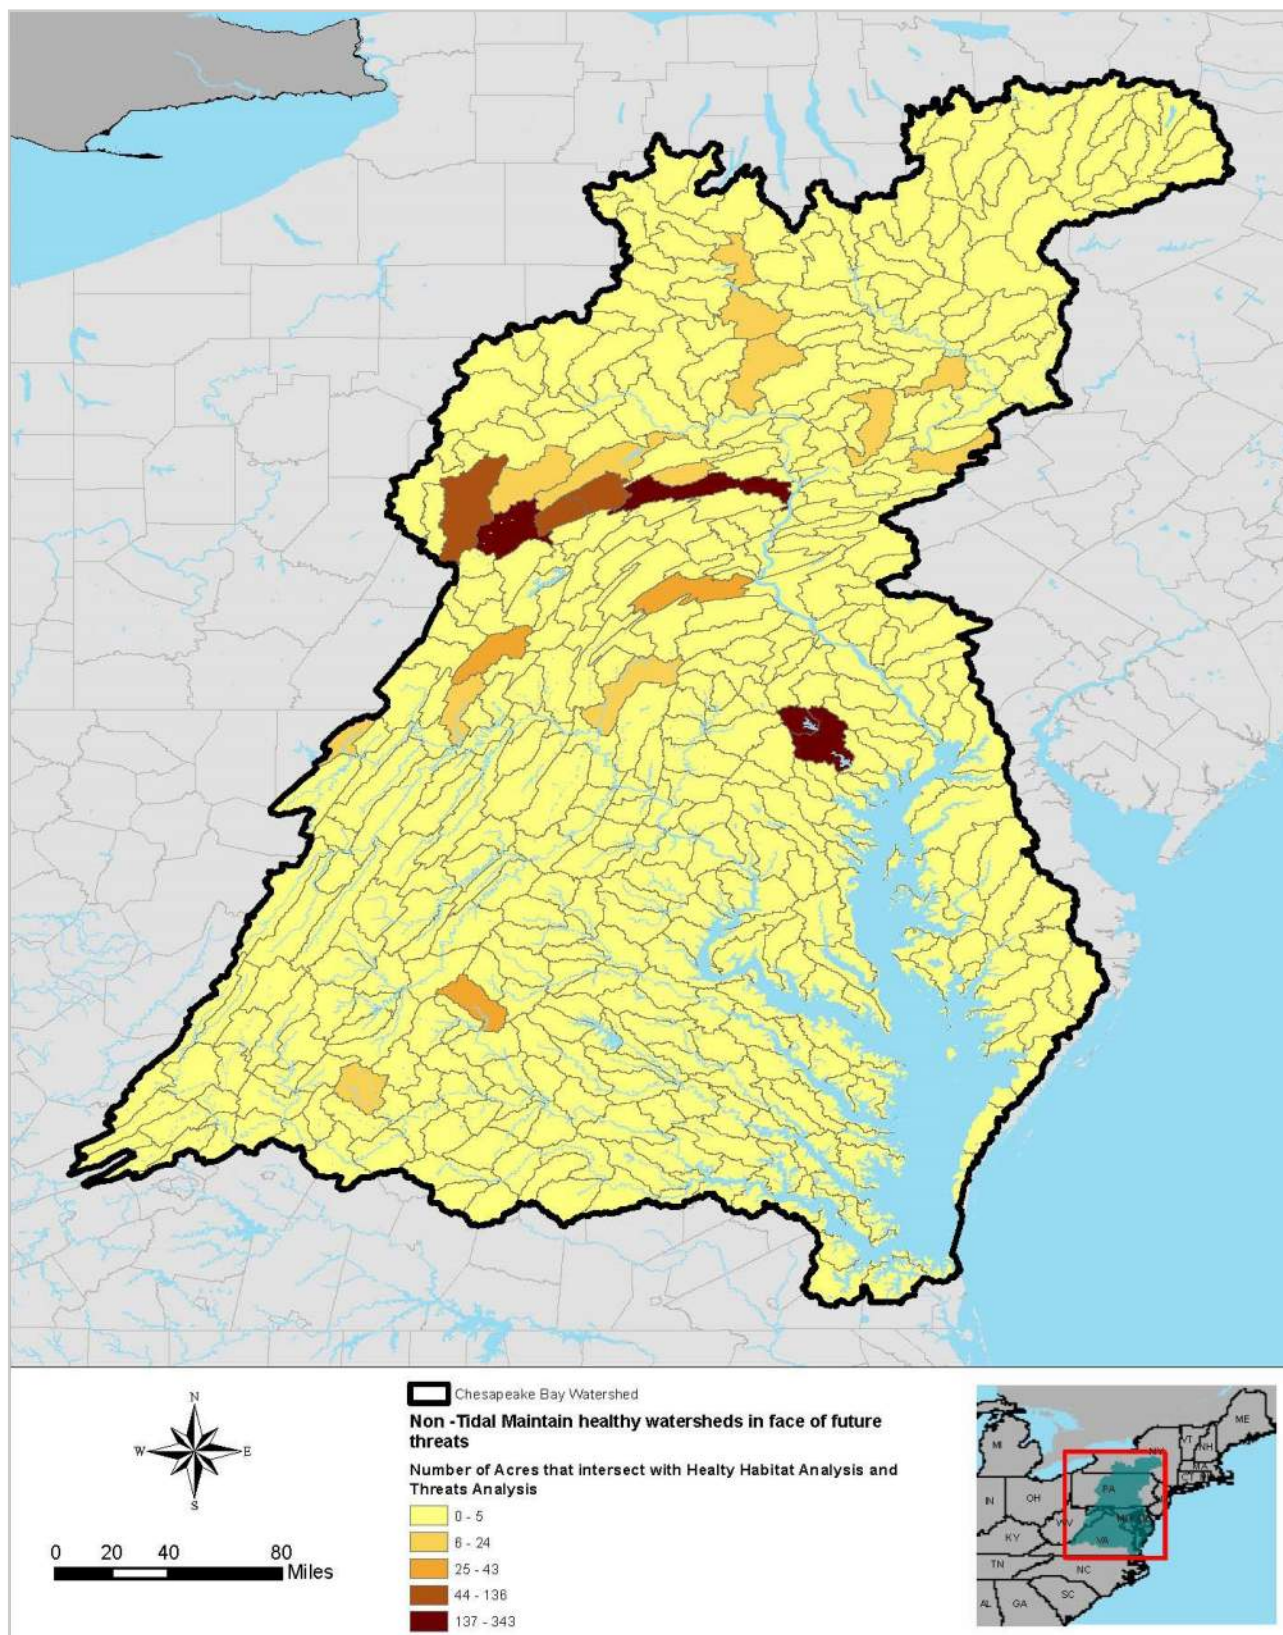 N
W E
S
0 20 40 80
Miles
Chesapeake Bay Watershed
Non -Tidal Maintain healthy watersheds in face of future
threats
Number of Acres that intersect with Healty Habitat Analysis and
Threats Analysis
0 - 5
6 - 24
25 - 43
44 - 136
137 - 343
ME
VT
NH
MI
NY
MA
CT
PA
OH
IN
WV
VA
KY
TN
NC
SC
AL
GA